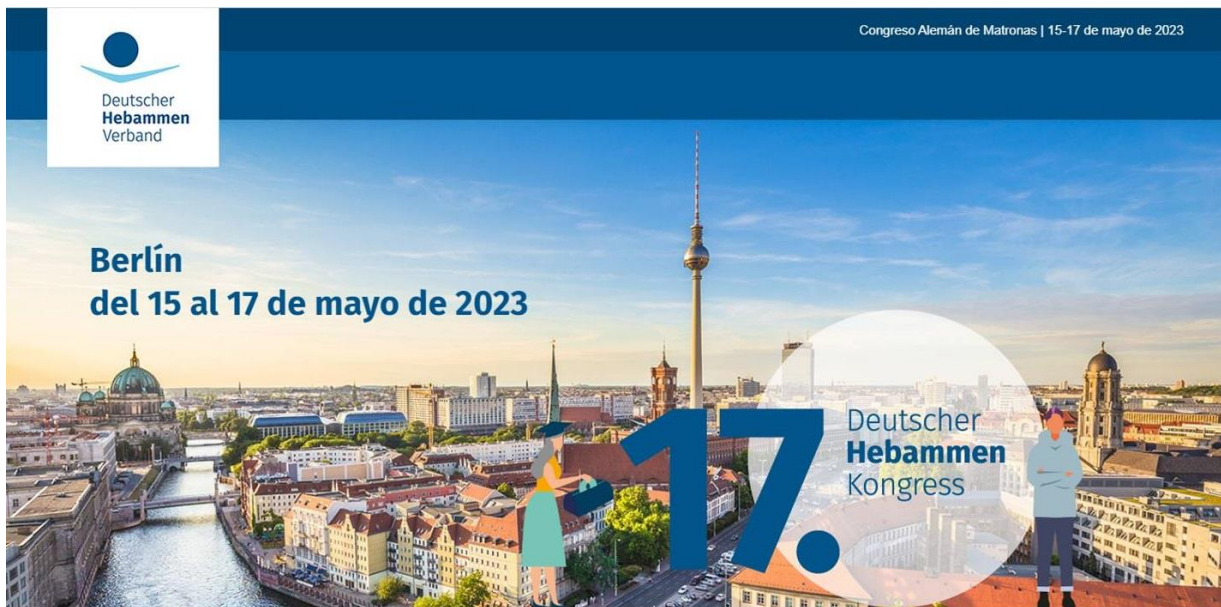 Congreso Alemán de Matronas | 15-17 de mayo de 2023
Deutscher
Hebammen
Verband
Berlín
del 15 al 17 de mayo de 2023
17.
Deutscher
Hebammen
Kongress